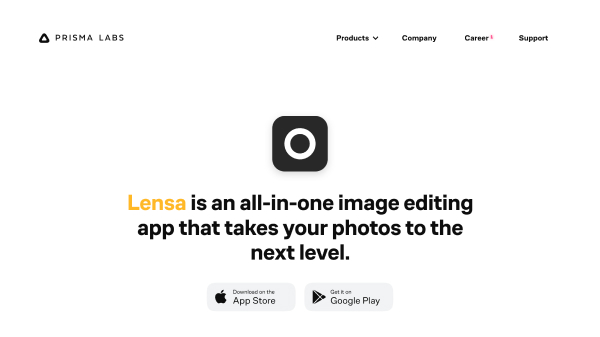 PRISMA LABS
Products
Company
Career
Support
Lensa is an all-in-one image editing
app that takes your photos to the
next level.
Download on the
App Store
Get it on
Google Play